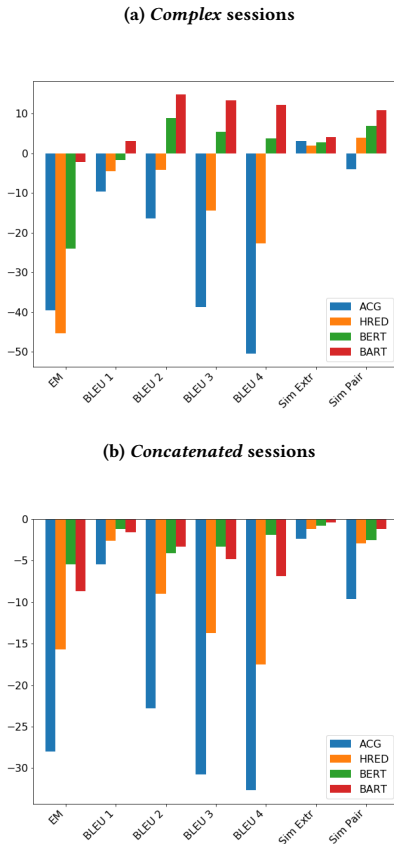 (a) Complex sessions
10
0
−10
−20
−30
−40
−50
ACG
HRED
BERT
BART
EM
BLEU 1
BLEU 2
BLEU 3
BLEU 4
Sim Extr
Sim Pair
(b) Concatenated sessions
0
−5
−10
−15
−20
−25
−30
ACG
HRED
BERT
BART
EM
BLEU 1
BLEU 2
BLEU 3
BLEU 4
Sim Extr
Sim Pair